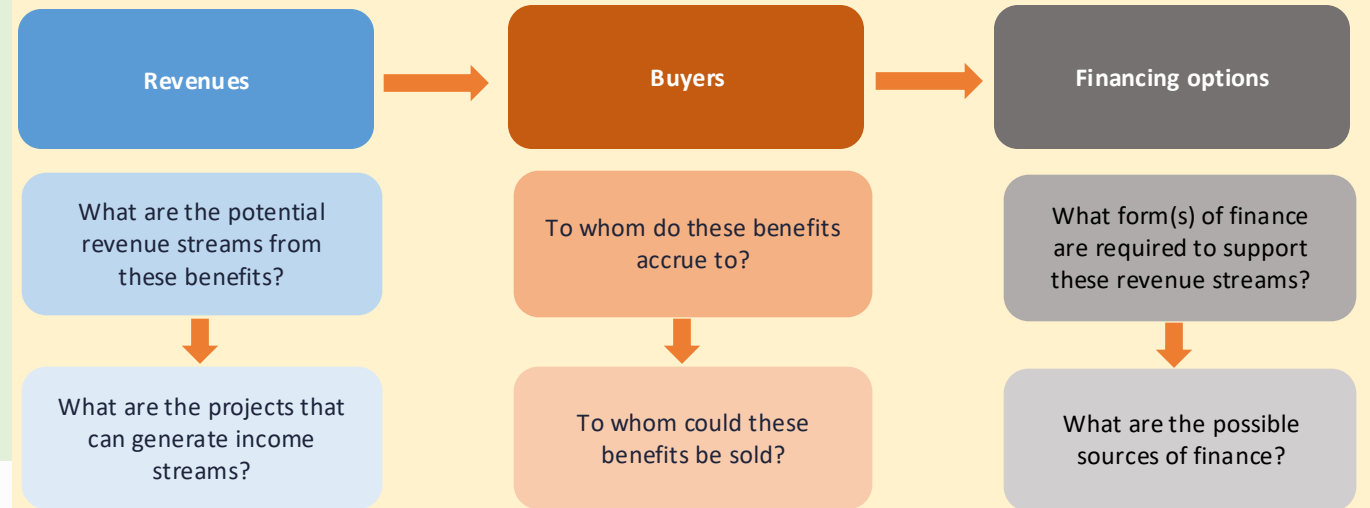 Revenues
Buyers
Financing options
What are the potential
revenue streams from
these benefits?
To whom do these benefits
accrue to?
What form(s) of finance
are required to support
these revenue streams?
What are the projects that
can generate income
streams?
To whom could these
benefits be sold?
What are the possible
sources of finance?